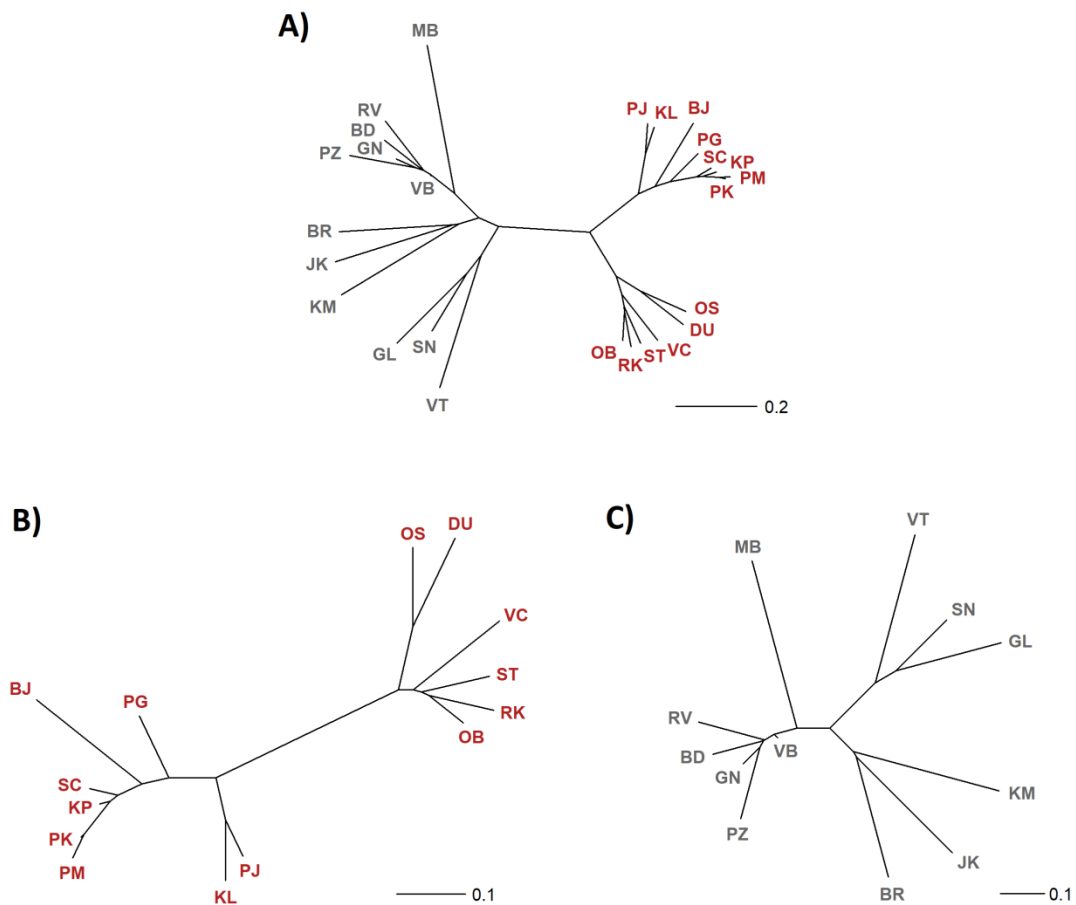 A)
MB
RV
BD
GN
PZ
VB
BR
JK
KM
GL
SN
VT
PJ
KL
BJ
PG
SC
KP
PM
PK
OS
DU
VC
ST
RK
OB
0.2
B)
OS
DU
VC
ST
RK
OB
BJ
PG
SC
KP
PK
PM
PJ
KL
0.1
C)
VT
MB
SN
GL
RV
VB
BD
GN
PZ
KM
JK
BR
0.1